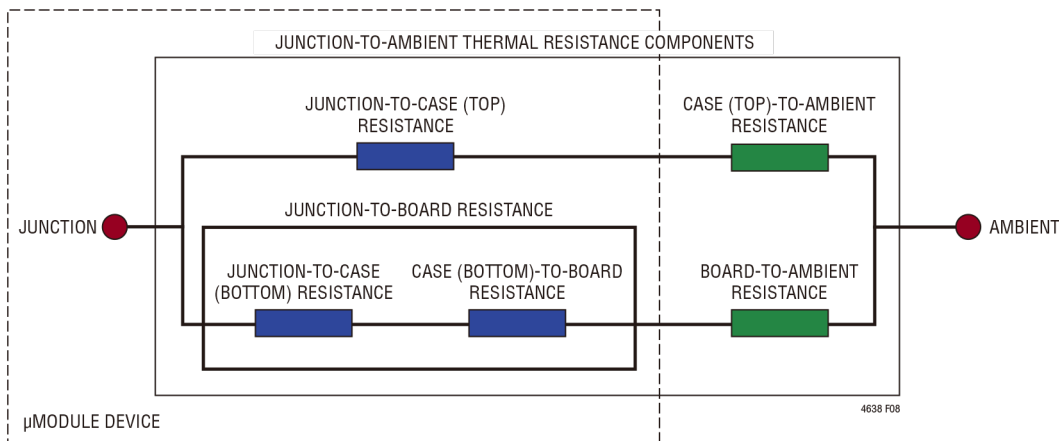 JUNCTION-TO-AMBIENT THERMAL RESISTANCE COMPONENTS
JUNCTION-TO-CASE (TOP)
RESISTANCE
CASE (TOP)-TO-AMBIENT
RESISTANCE
JUNCTION
JUNCTION-TO-BOARD RESISTANCE
AMBIENT
JUNCTION-TO-CASE
(BOTTOM) RESISTANCE
CASE (BOTTOM)-TO-BOARD
RESISTANCE
BOARD-TO-AMBIENT
RESISTANCE
4638 F08
µMODULE DEVICE